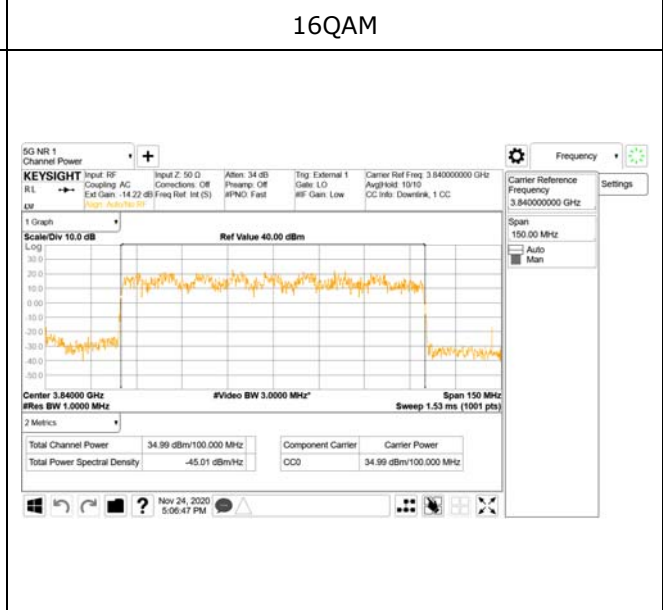 16QAM
5G NR 1
Channel Power
Frequency
KEYSIGHT
RL
Input: RF
Coupling: AC
Ext Gain: -14.22 dB
Align: Auto/No RF
Input Z: 50 Ω
Corrections: Off
Freq Ref: Int (S)
Atten: 34 dB
Preamp: Off
#PNO: Fast
Trig: External 1
Gate: LO
#IF Gain: Low
Carrier Ref Freq: 3.840000000 GHz
Avg|Hold: 10/10
CC Info: Downlink, 1 CC
Carrier Reference
Frequency
3.840000000 GHz
Settings
Span
150.00 MHz
Auto
Man
1 Graph
Scale/Div 10.0 dB
Ref Value 40.00 dBm
Log
30.0
20.0
10.0
0.00
-10.0
-20.0
-30.0
-40.0
-50.0
Center 3.84000 GHz
#Video BW 3.0000 MHz*
Span 150 MHz
#Res BW 1.0000 MHz
Sweep 1.53 ms (1001 pts)
2 Metrics
Total Channel Power 34.99 dBm/100.000 MHz
Total Power Spectral Density -45.01 dBm/Hz
Component Carrier Carrier Power
CC0 34.99 dBm/100.000 MHz
?
Nov 24, 2020
5:06:47 PM